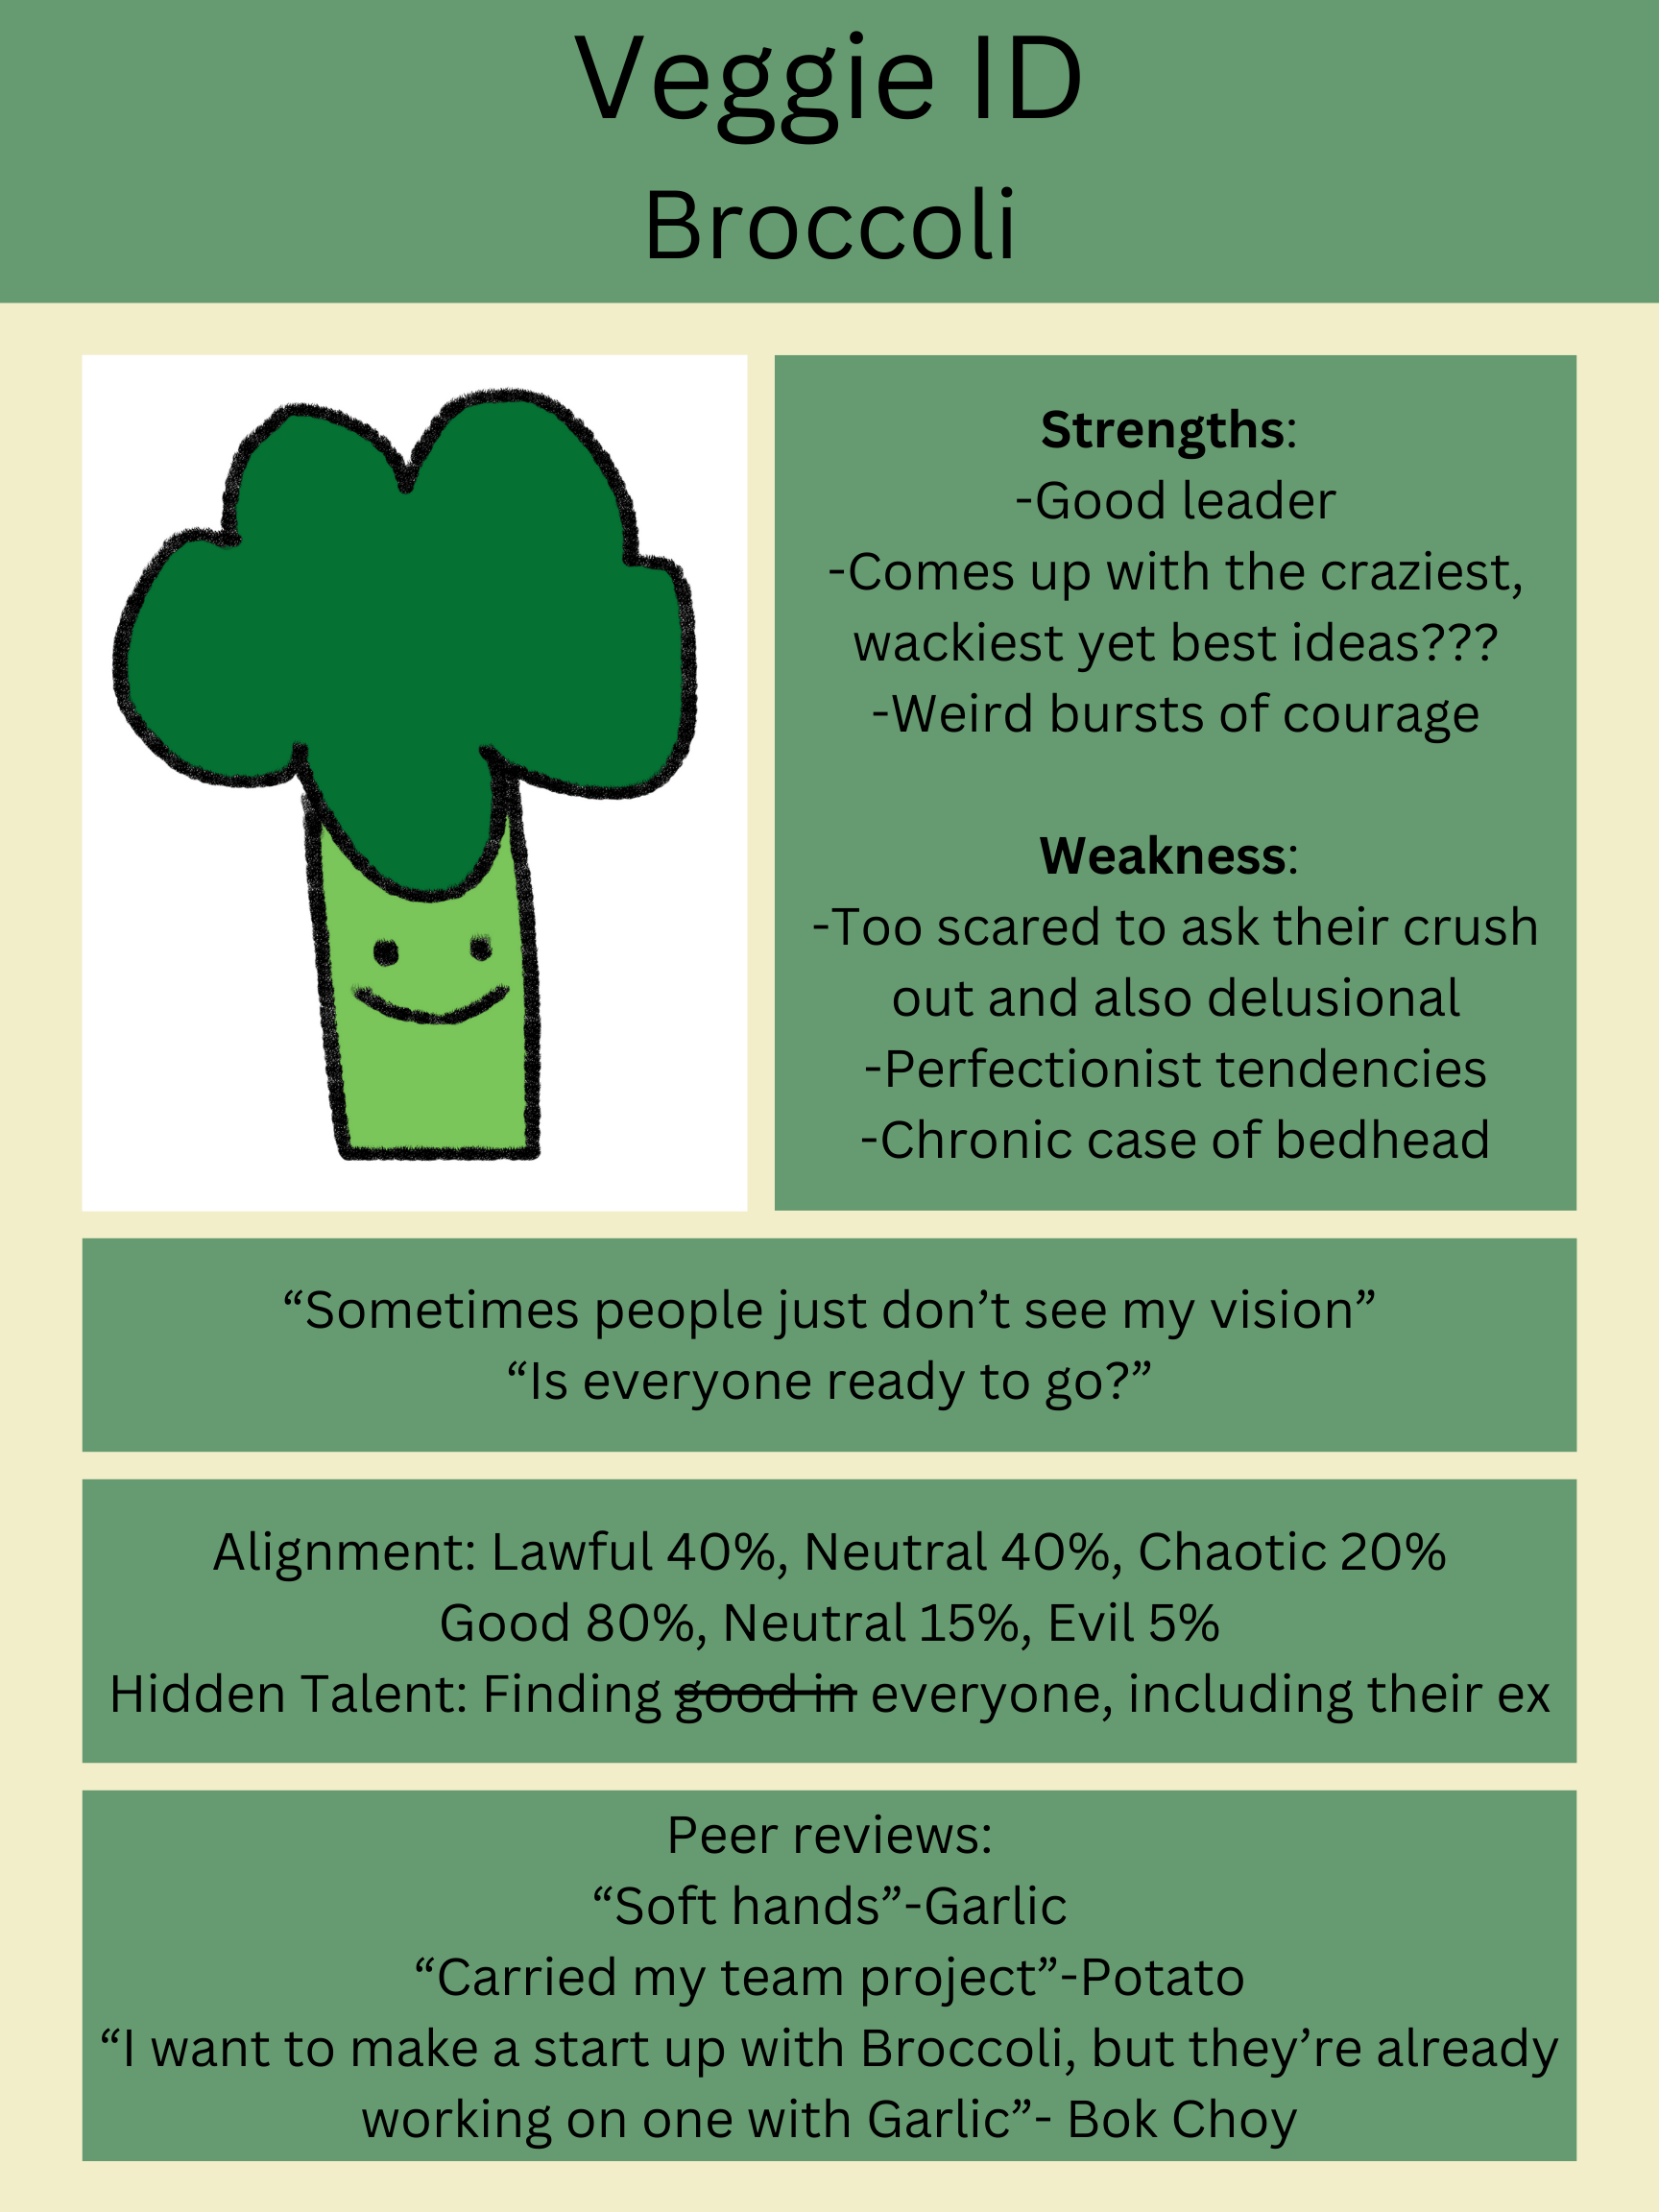 Veggie ID
Broccoli
Strengths:
-Good leader
-Comes up with the craziest,
wackiest yet best ideas???
-Weird bursts of courage
Weakness:
-Too scared to ask their crush
out and also delusional
-Perfectionist tendencies
-Chronic case of bedhead
“Sometimes people just don’t see my vision”
“Is everyone ready to go?”
Alignment: Lawful 40%, Neutral 40%, Chaotic 20%
Good 80%, Neutral 15%, Evil 5%
Hidden Talent: Finding good in everyone, including their ex
Peer reviews:
“Soft hands”-Garlic
“Carried my team project”-Potato
“I want to make a start up with Broccoli, but they’re already
working on one with Garlic”- Bok Choy